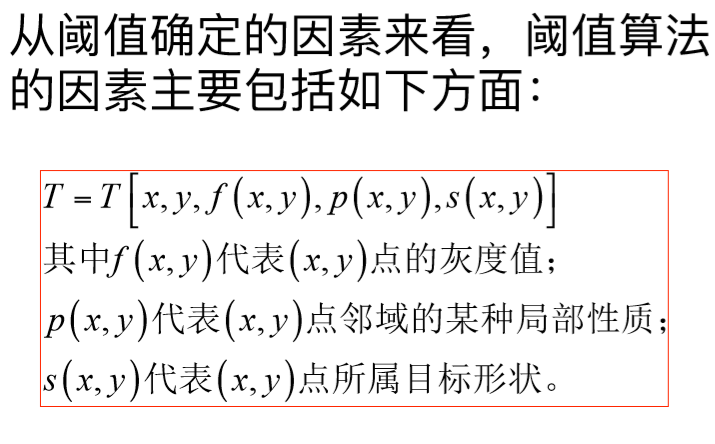 从阈值确定的因素来看，阈值算法
的因素主要包括如下方面：
T = T[x, y, f(x, y), p(x, y), s(x, y)]
其中f(x, y)代表(x, y)点的灰度值；
p(x, y)代表(x, y)点邻域的某种局部性质；
s(x, y)代表(x, y)点所属目标形状。